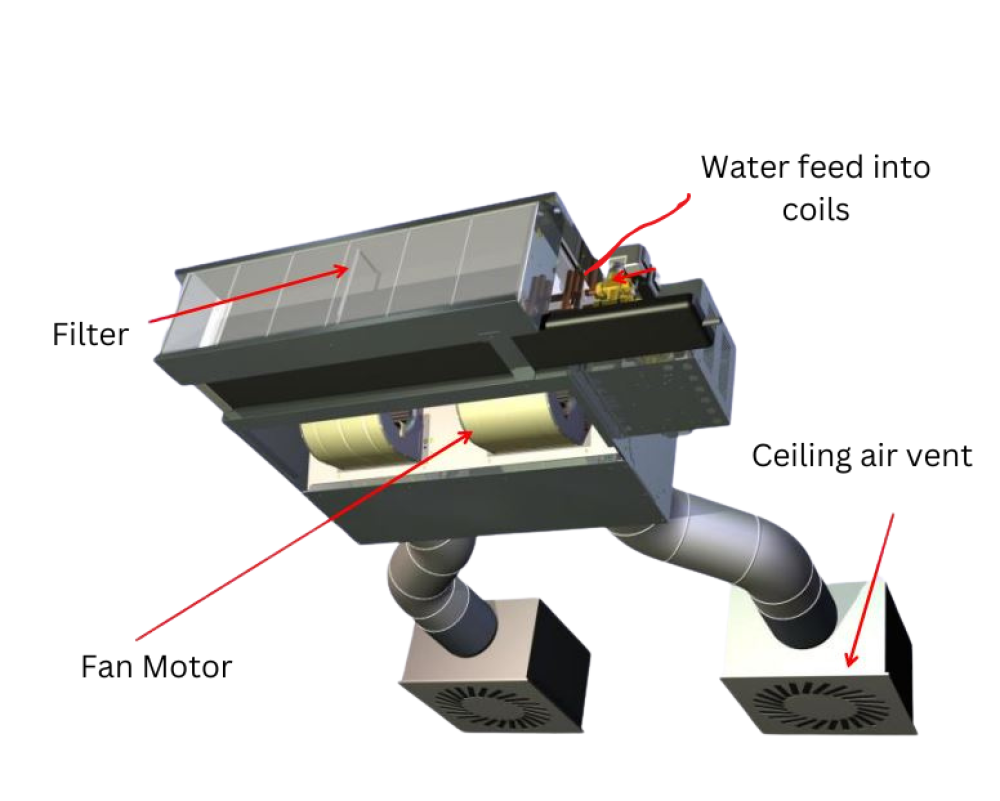 Water feed into
coils
Filter
Ceiling air vent
Fan Motor